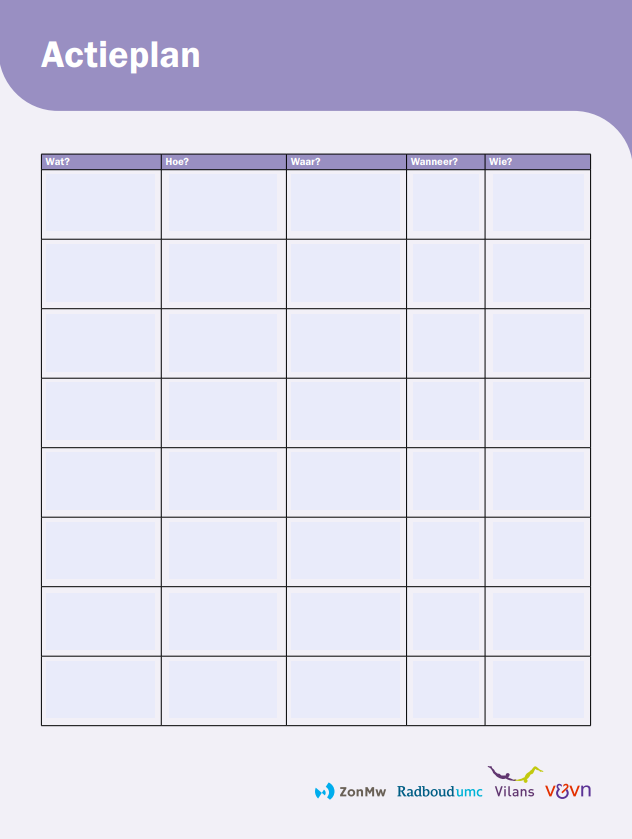 Actieplan
Wat? Hoe? Waar? Wanneer? Wie?
ZonMw Radboudumc Vilans v&vn